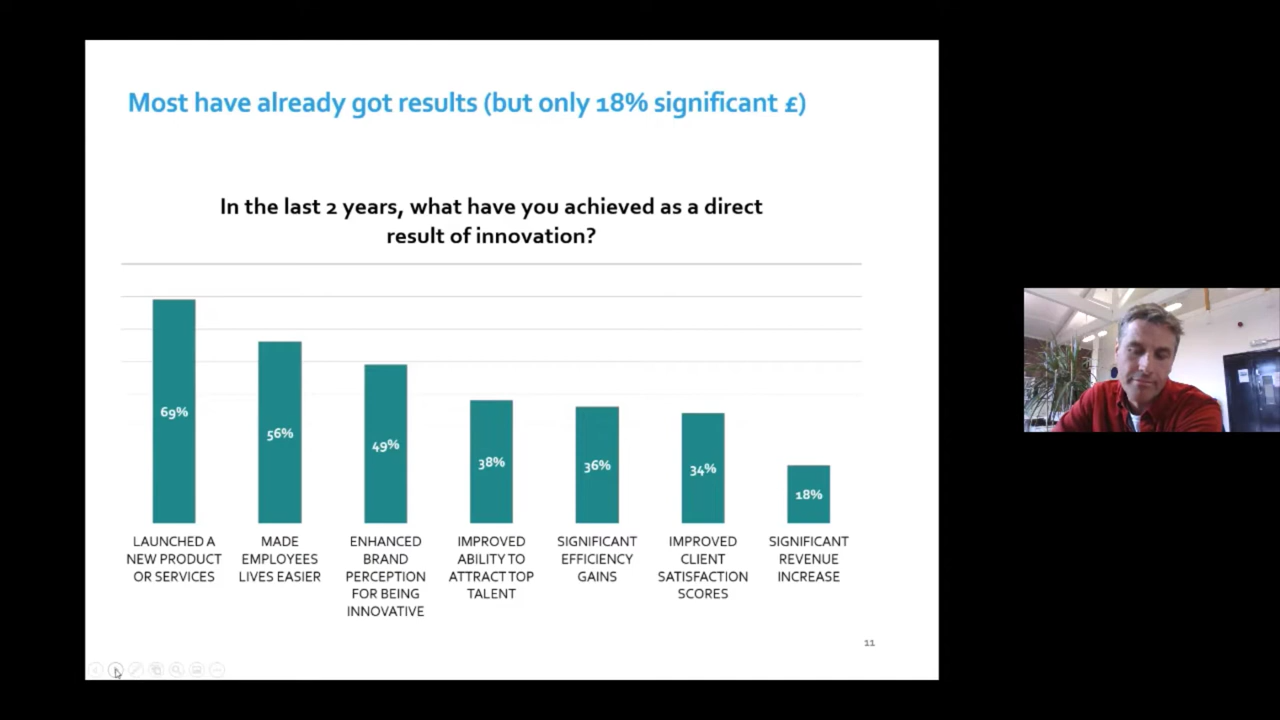 Most have already got results (but only 18% significant £)
In the last 2 years, what have you achieved as a direct
result of innovation?
69%
56%
49%
38%
36%
34%
18%
LAUNCHED A
NEW PRODUCT
OR SERVICES
MADE
EMPLOYEES
LIVES EASIER
ENHANCED
BRAND
PERCEPTION
FOR BEING
INNOVATIVE
IMPROVED
ABILITY TO
ATTRACT TOP
TALENT
SIGNIFICANT
EFFICIENCY
GAINS
IMPROVED
CLIENT
SATISFACTION
SCORES
SIGNIFICANT
REVENUE
INCREASE
11